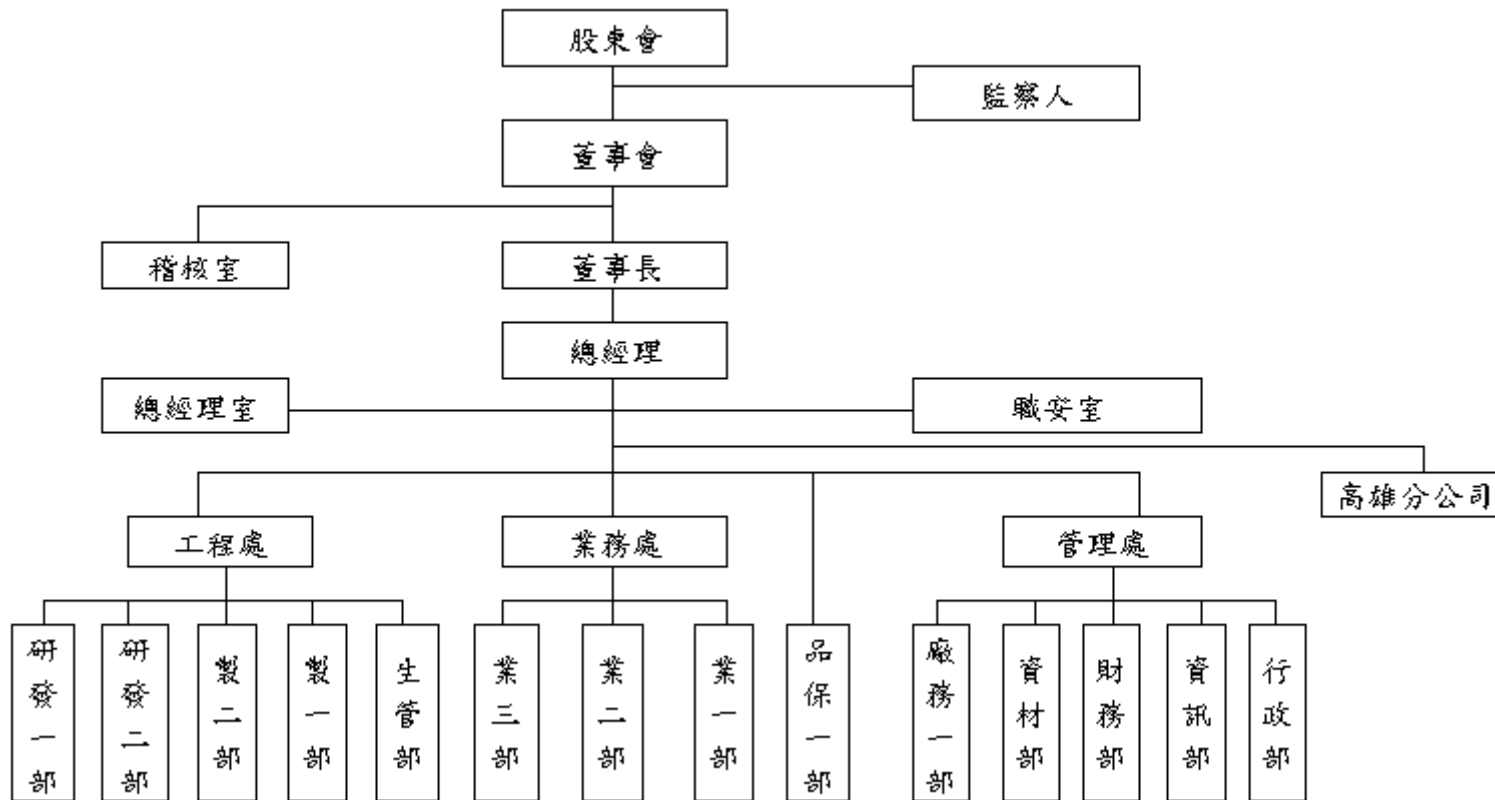 股東會
監察人
董事會
稽核室
董事長
總經理
總經理室
職安室
高雄分公司
工程處
業務處
管理處
研發一部
研發二部
製二部
製一部
生管部
業三部
業二部
業一部
品保一部
廠務一部
資材部
財務部
資訊部
行政部